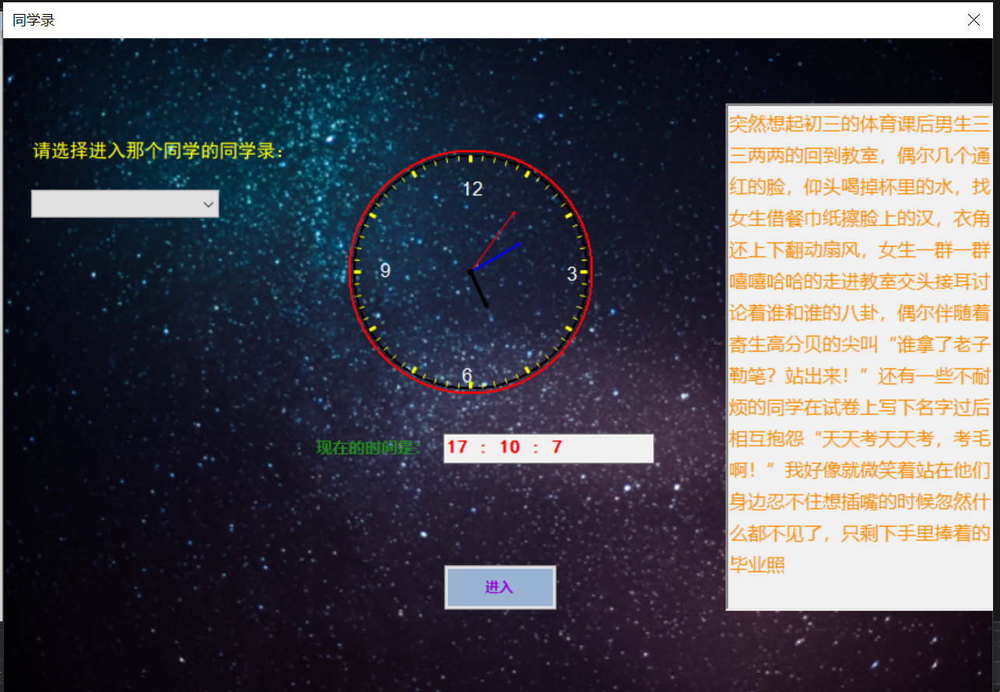 同学录
请选择进入那个同学的同学录：
12
9
3
6
现在的时间是：
17 : 10 : 7
进入
突然想起初三的体育课后男生三
三两两的回到教室，偶尔几个通
红的脸，仰头喝掉杯里的水，找
女生借餐巾纸擦脸上的汉，衣角
还上下翻动扇风，女生一群一群
嘻嘻哈哈的走进教室交头接耳讨
论着谁和谁的八卦，偶尔伴随着
寄生高分贝的尖叫“谁拿了老子
勒笔？站出来！”还有一些不耐
烦的同学在试卷上写下名字过后
相互抱怨“天天考天天考，考毛
啊！”我好像就微笑着站在他们
身边忍不住想插嘴的时候忽然什
么都不见了，只剩下手里捧着的
毕业照